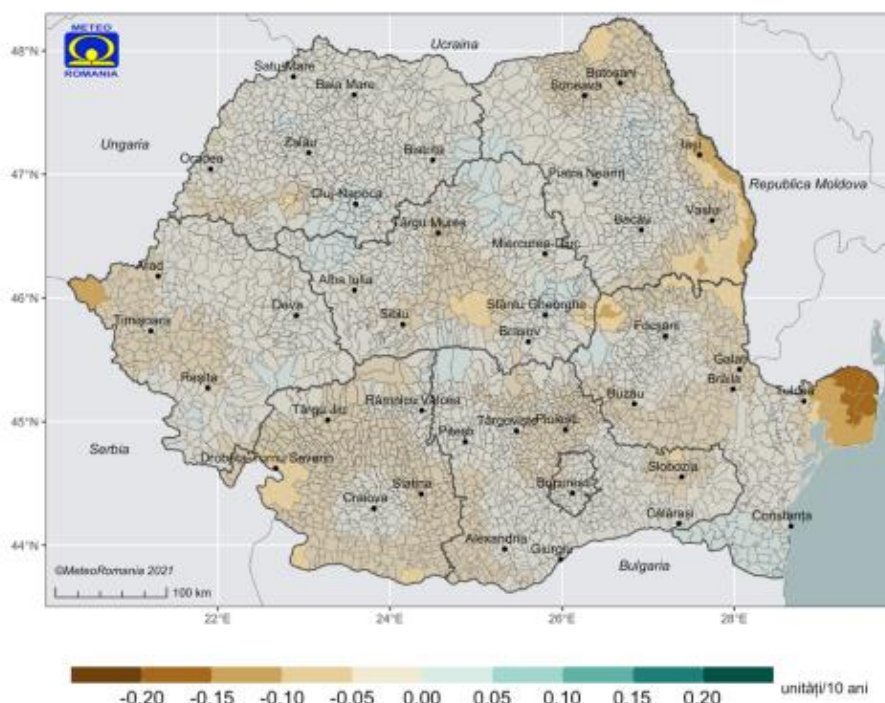 METEO
ROMANIA
Ucraina
48°N
Satu Mare
Baia Mare
Botoșani
Suceava
Ungaria
Zalău
Bistrița
Iași
Oradea
47°N
Piatra Neamț
Republica Moldova
Cluj-Napoca
Târgu Mureș
Bacău
Vaslui
Miercurea-Ciuc
Arad
Alba Iulia
46°N
Deva
Sfântu Gheorghe
Timișoara
Sibiu
Focșani
Brașov
Galați
Reșița
Brăila
Tulcea
Râmnicu Vâlcea
Buzău
45°N
Târgu Jiu
Târgoviște
Ploiești
Pitești
Serbia
Drobeta-Turnu Severin
Slobozia
Slatina
București
Craiova
Călărași
Constanța
Alexandria
44°N
Giurgiu
Bulgaria
©MeteoRomania 2021
100 km
22°E 24°E 26°E 28°E
-0.20 -0.15 -0.10 -0.05 0.00 0.05 0.10 0.15 0.20
unități/10 ani